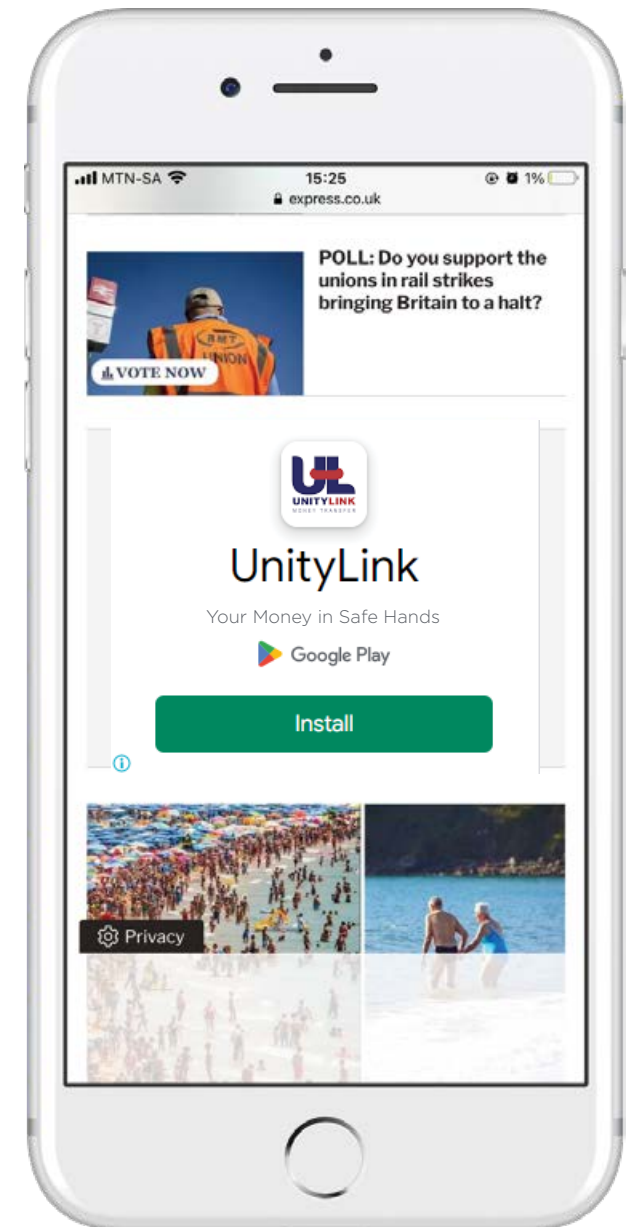 MTN-SA 15:25 1%
express.co.uk
POLL: Do you support the
unions in rail strikes
bringing Britain to a halt?
RMT
UNION
VOTE NOW
UL
UNITYLINK
MONEY TRANSFER
UnityLink
Your Money in Safe Hands
Google Play
Install
Privacy